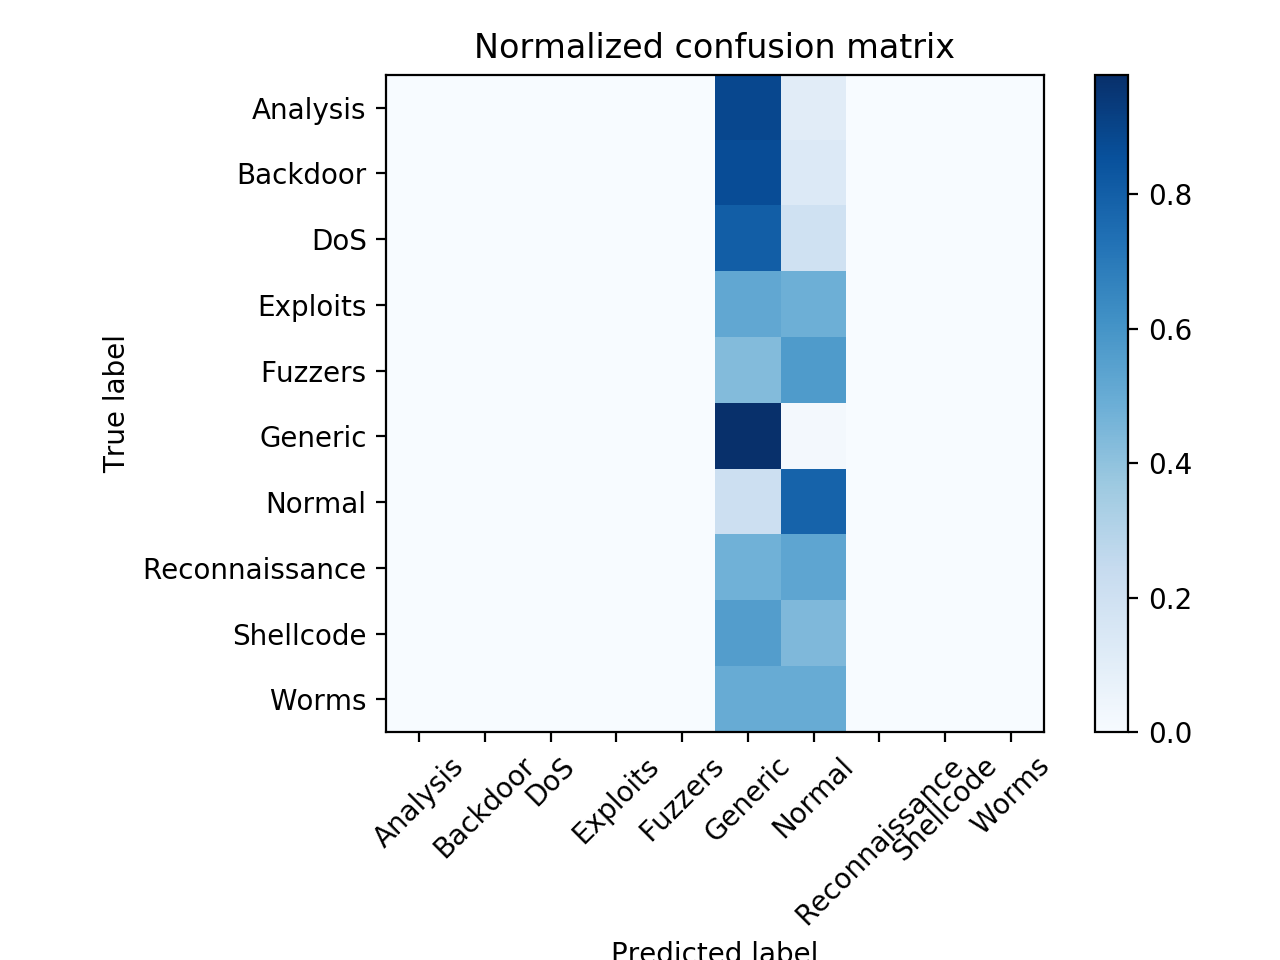 Normalized confusion matrix
True label
Analysis
Backdoor
DoS
Exploits
Fuzzers
Generic
Normal
Reconnaissance
Shellcode
Worms
Analysis
Backdoor
DoS
Exploits
Fuzzers
Generic
Normal
Reconnaissance
Shellcode
Worms
Predicted label
0.8
0.6
0.4
0.2
0.0